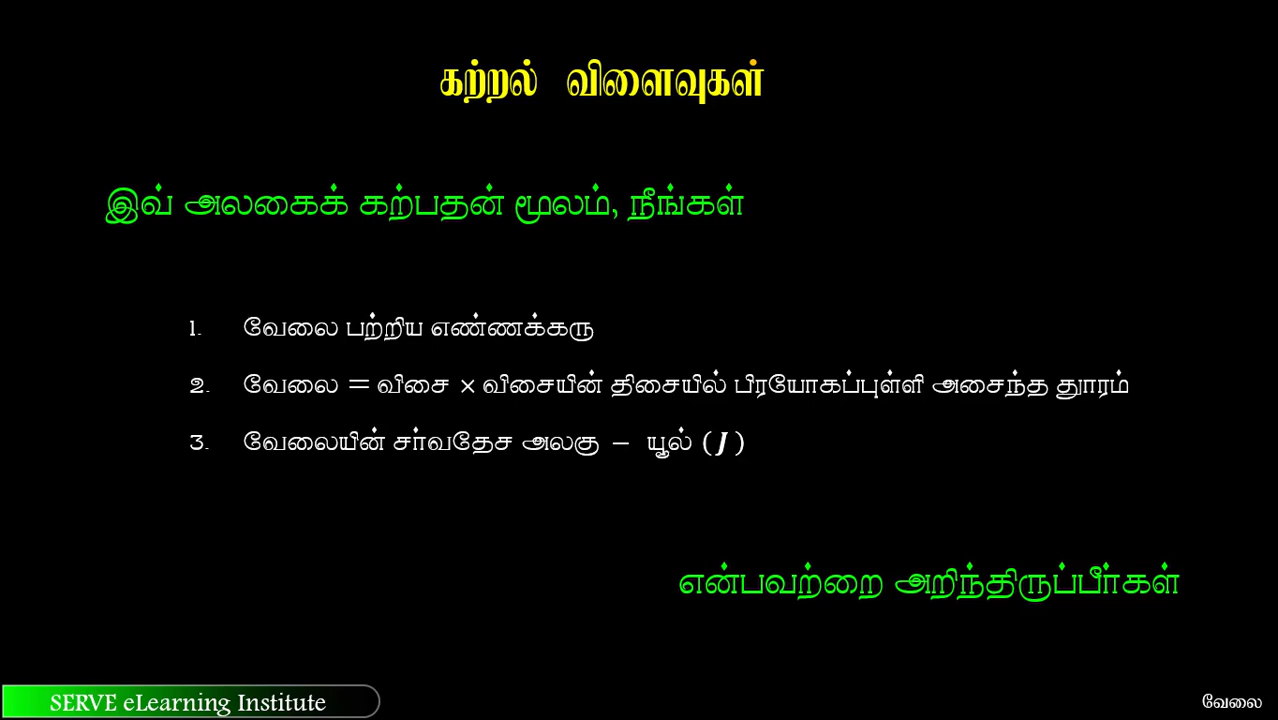 கற்றல் விளைவுகள்
இவ் அலகைக் கற்பதன் மூலம், நீங்கள்
1. வேலை பற்றிய எண்ணக்கரு
2. வேலை = விசை × விசையின் திசையில் பிரயோகப்புள்ளி அசைந்த தூரம்
3. வேலையின் சர்வதேச அலகு – யூல் (J)
என்பவற்றை அறிந்திருப்பீர்கள்
SERVE eLearning Institute
வேலை